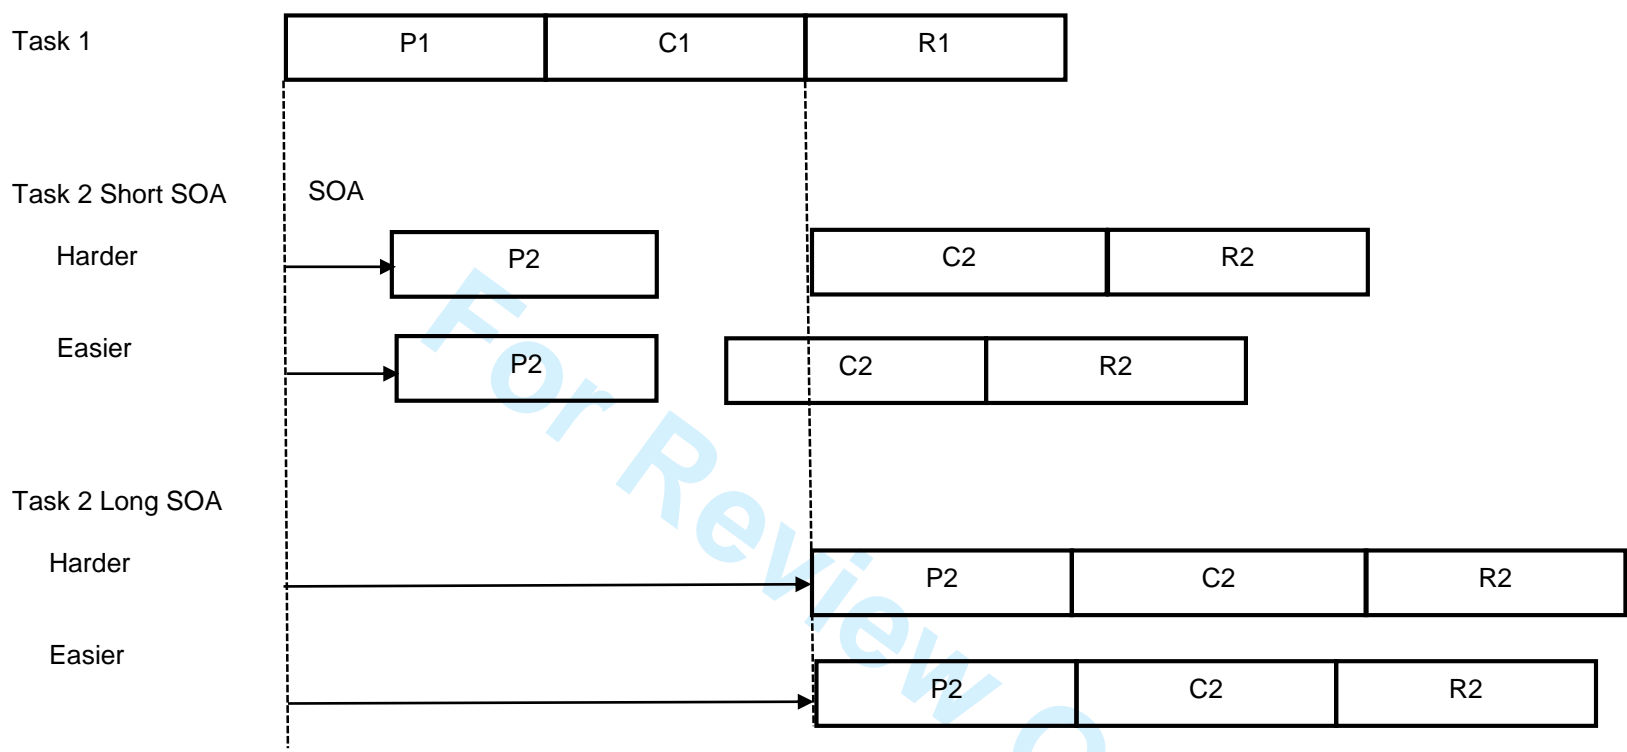 Task 1
P1 C1 R1
Task 2 Short SOA SOA
Harder P2 C2 R2
Easier P2 C2 R2
Task 2 Long SOA
Harder P2 C2 R2
Easier P2 C2 R2
For Review O